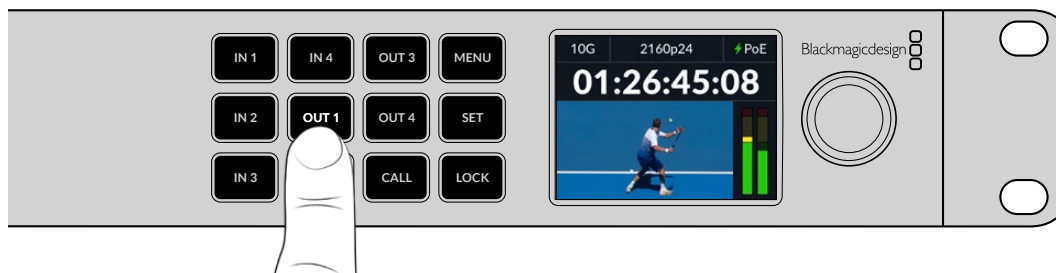 IN 1 IN 4 OUT 3 MENU
IN 2 OUT 1 OUT 4 SET
IN 3 CALL LOCK
10G 2160p24 PoE
01:26:45:08
Blackmagicdesign